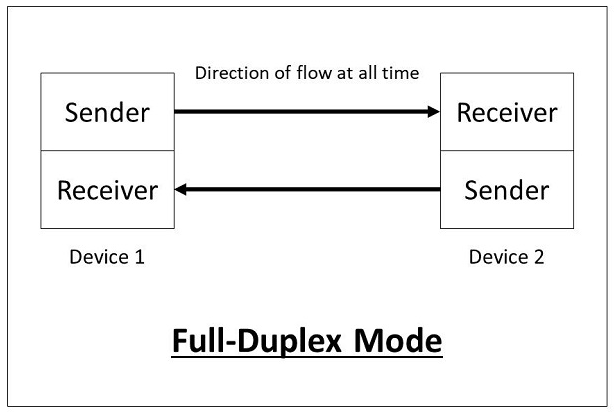 Direction of flow at all time
Sender
Receiver
Receiver
Sender
Device 1
Device 2
Full-Duplex Mode